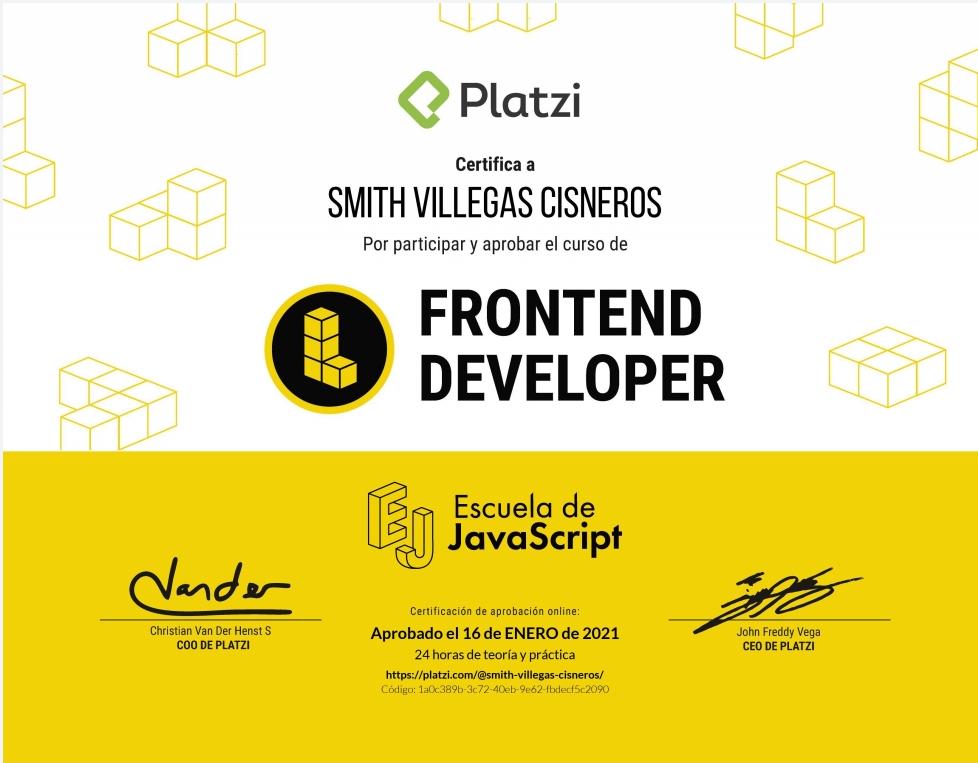 Platzi
Certifica a
SMITH VILLEGAS CISNEROS
Por participar y aprobar el curso de
FRONTEND
DEVELOPER
EJ
Escuela de
JavaScript
Vander
Christian Van Der Henst S
COO DE PLATZI
Certificación de aprobación online:
Aprobado el 16 de ENERO de 2021
24 horas de teoría y práctica
https://platzi.com/@smith-villegas-cisneros/
Código: 1a0c389b-3c72-40eb-9e62-fbdecf5c2090
John Freddy Vega
CEO DE PLATZI